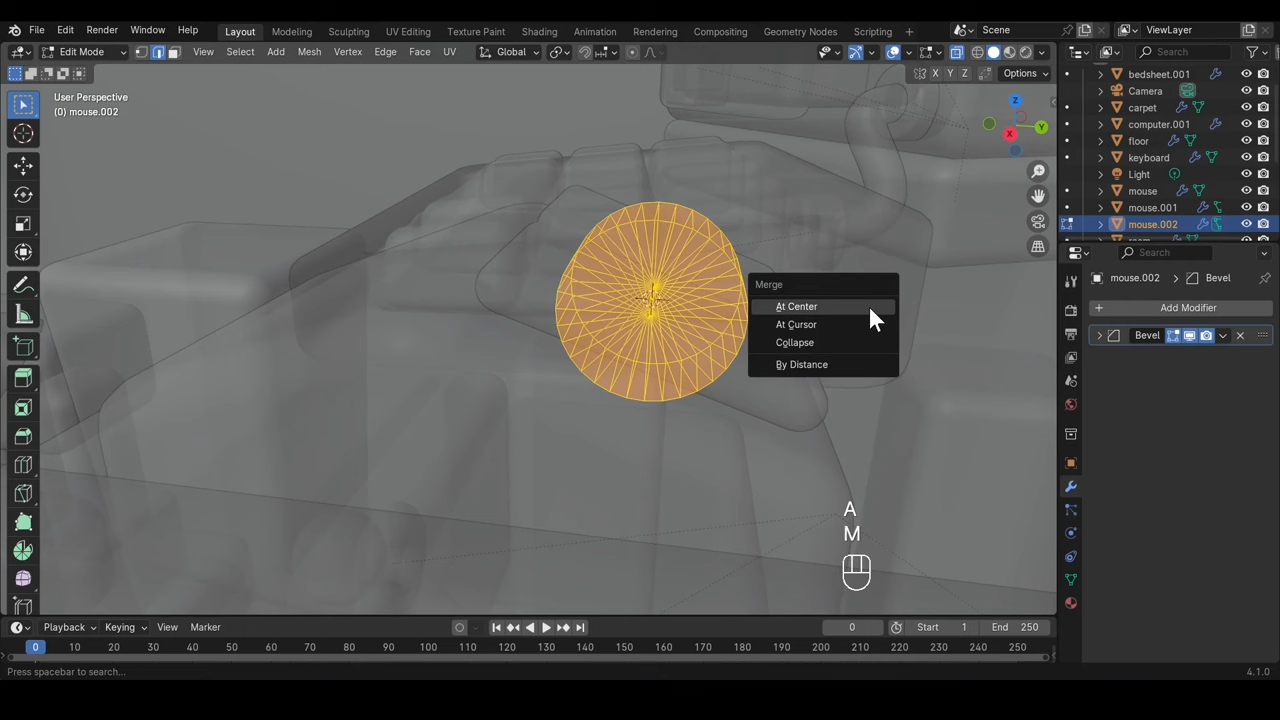 File Edit Render Window Help Layout Modeling Sculpting UV Editing Texture Paint Shading Animation Rendering Compositing Geometry Nodes Scripting + Scene ViewLayer
Edit Mode View Select Add Mesh Vertex Edge Face UV Global Search
X Y Z Options
User Perspective
(0) mouse.002
Z
Y
X
bedsheet.001
Camera
carpet
computer.001
floor
keyboard
Light
mouse
mouse.001
mouse.002
Search
mouse.002 Bevel
+ Add Modifier
Bevel
Merge
At Center
At Cursor
Collapse
By Distance
A
M
Playback Keying View Marker 0 Start 1 End 250
0 10 20 30 40 50 60 70 80 90 100 110 120 130 140 150 160 170 180 190 200 210 220 230 240 250
Press spacebar to search... 4.1.0